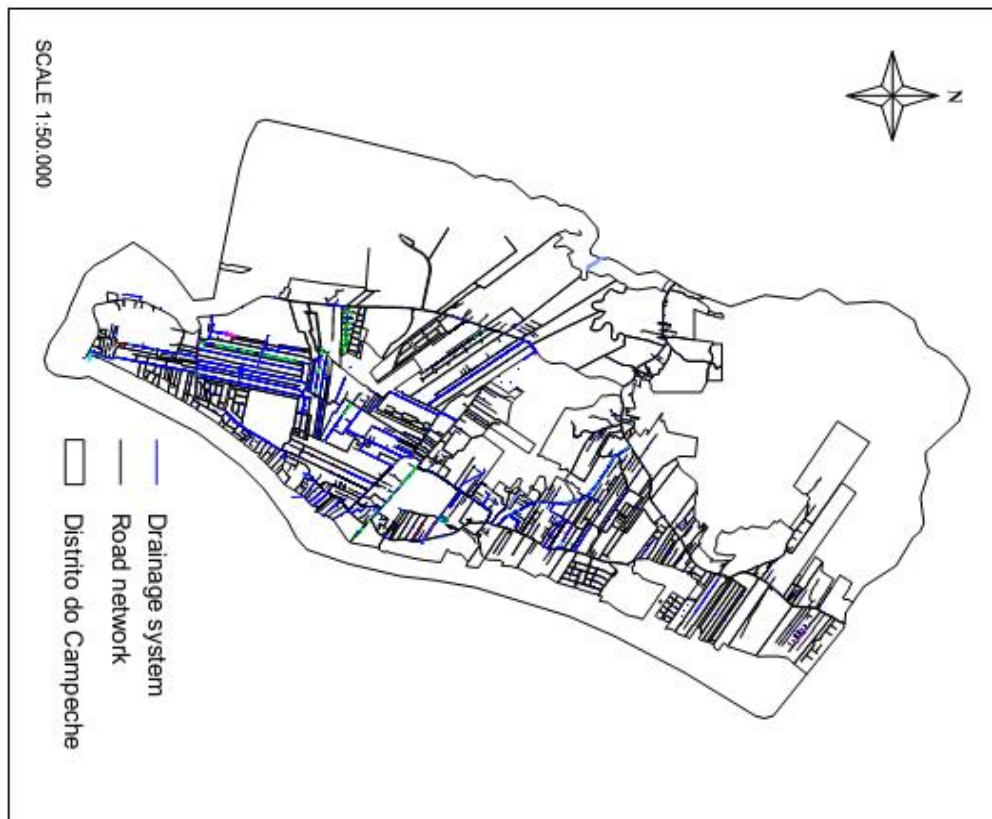 N
SCALE 1:50.000
Drainage system
Road network
Distrito do Campeche